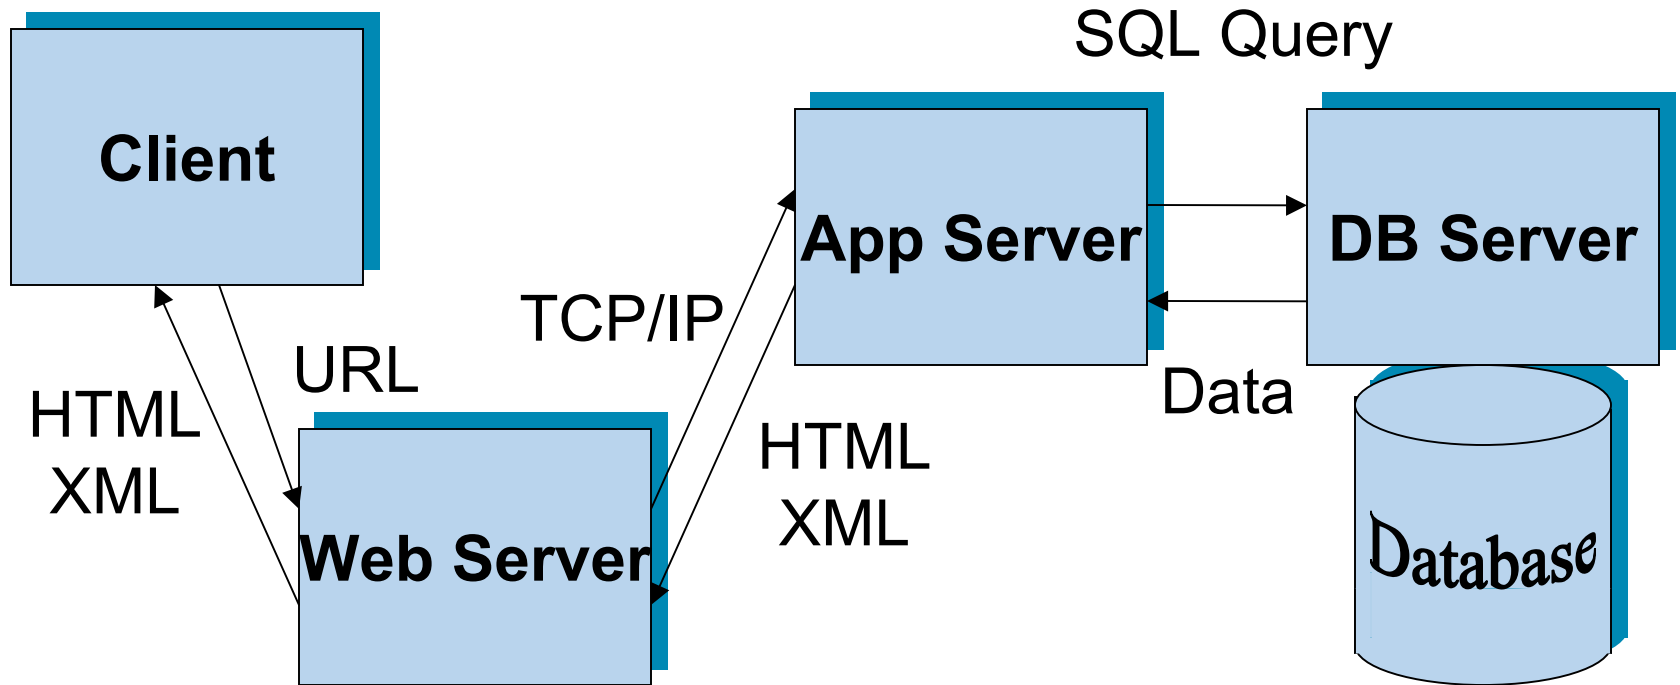 SQL Query
Client
App Server
DB Server
TCP/IP
URL
HTML
XML
Data
HTML
XML
Web Server
Database